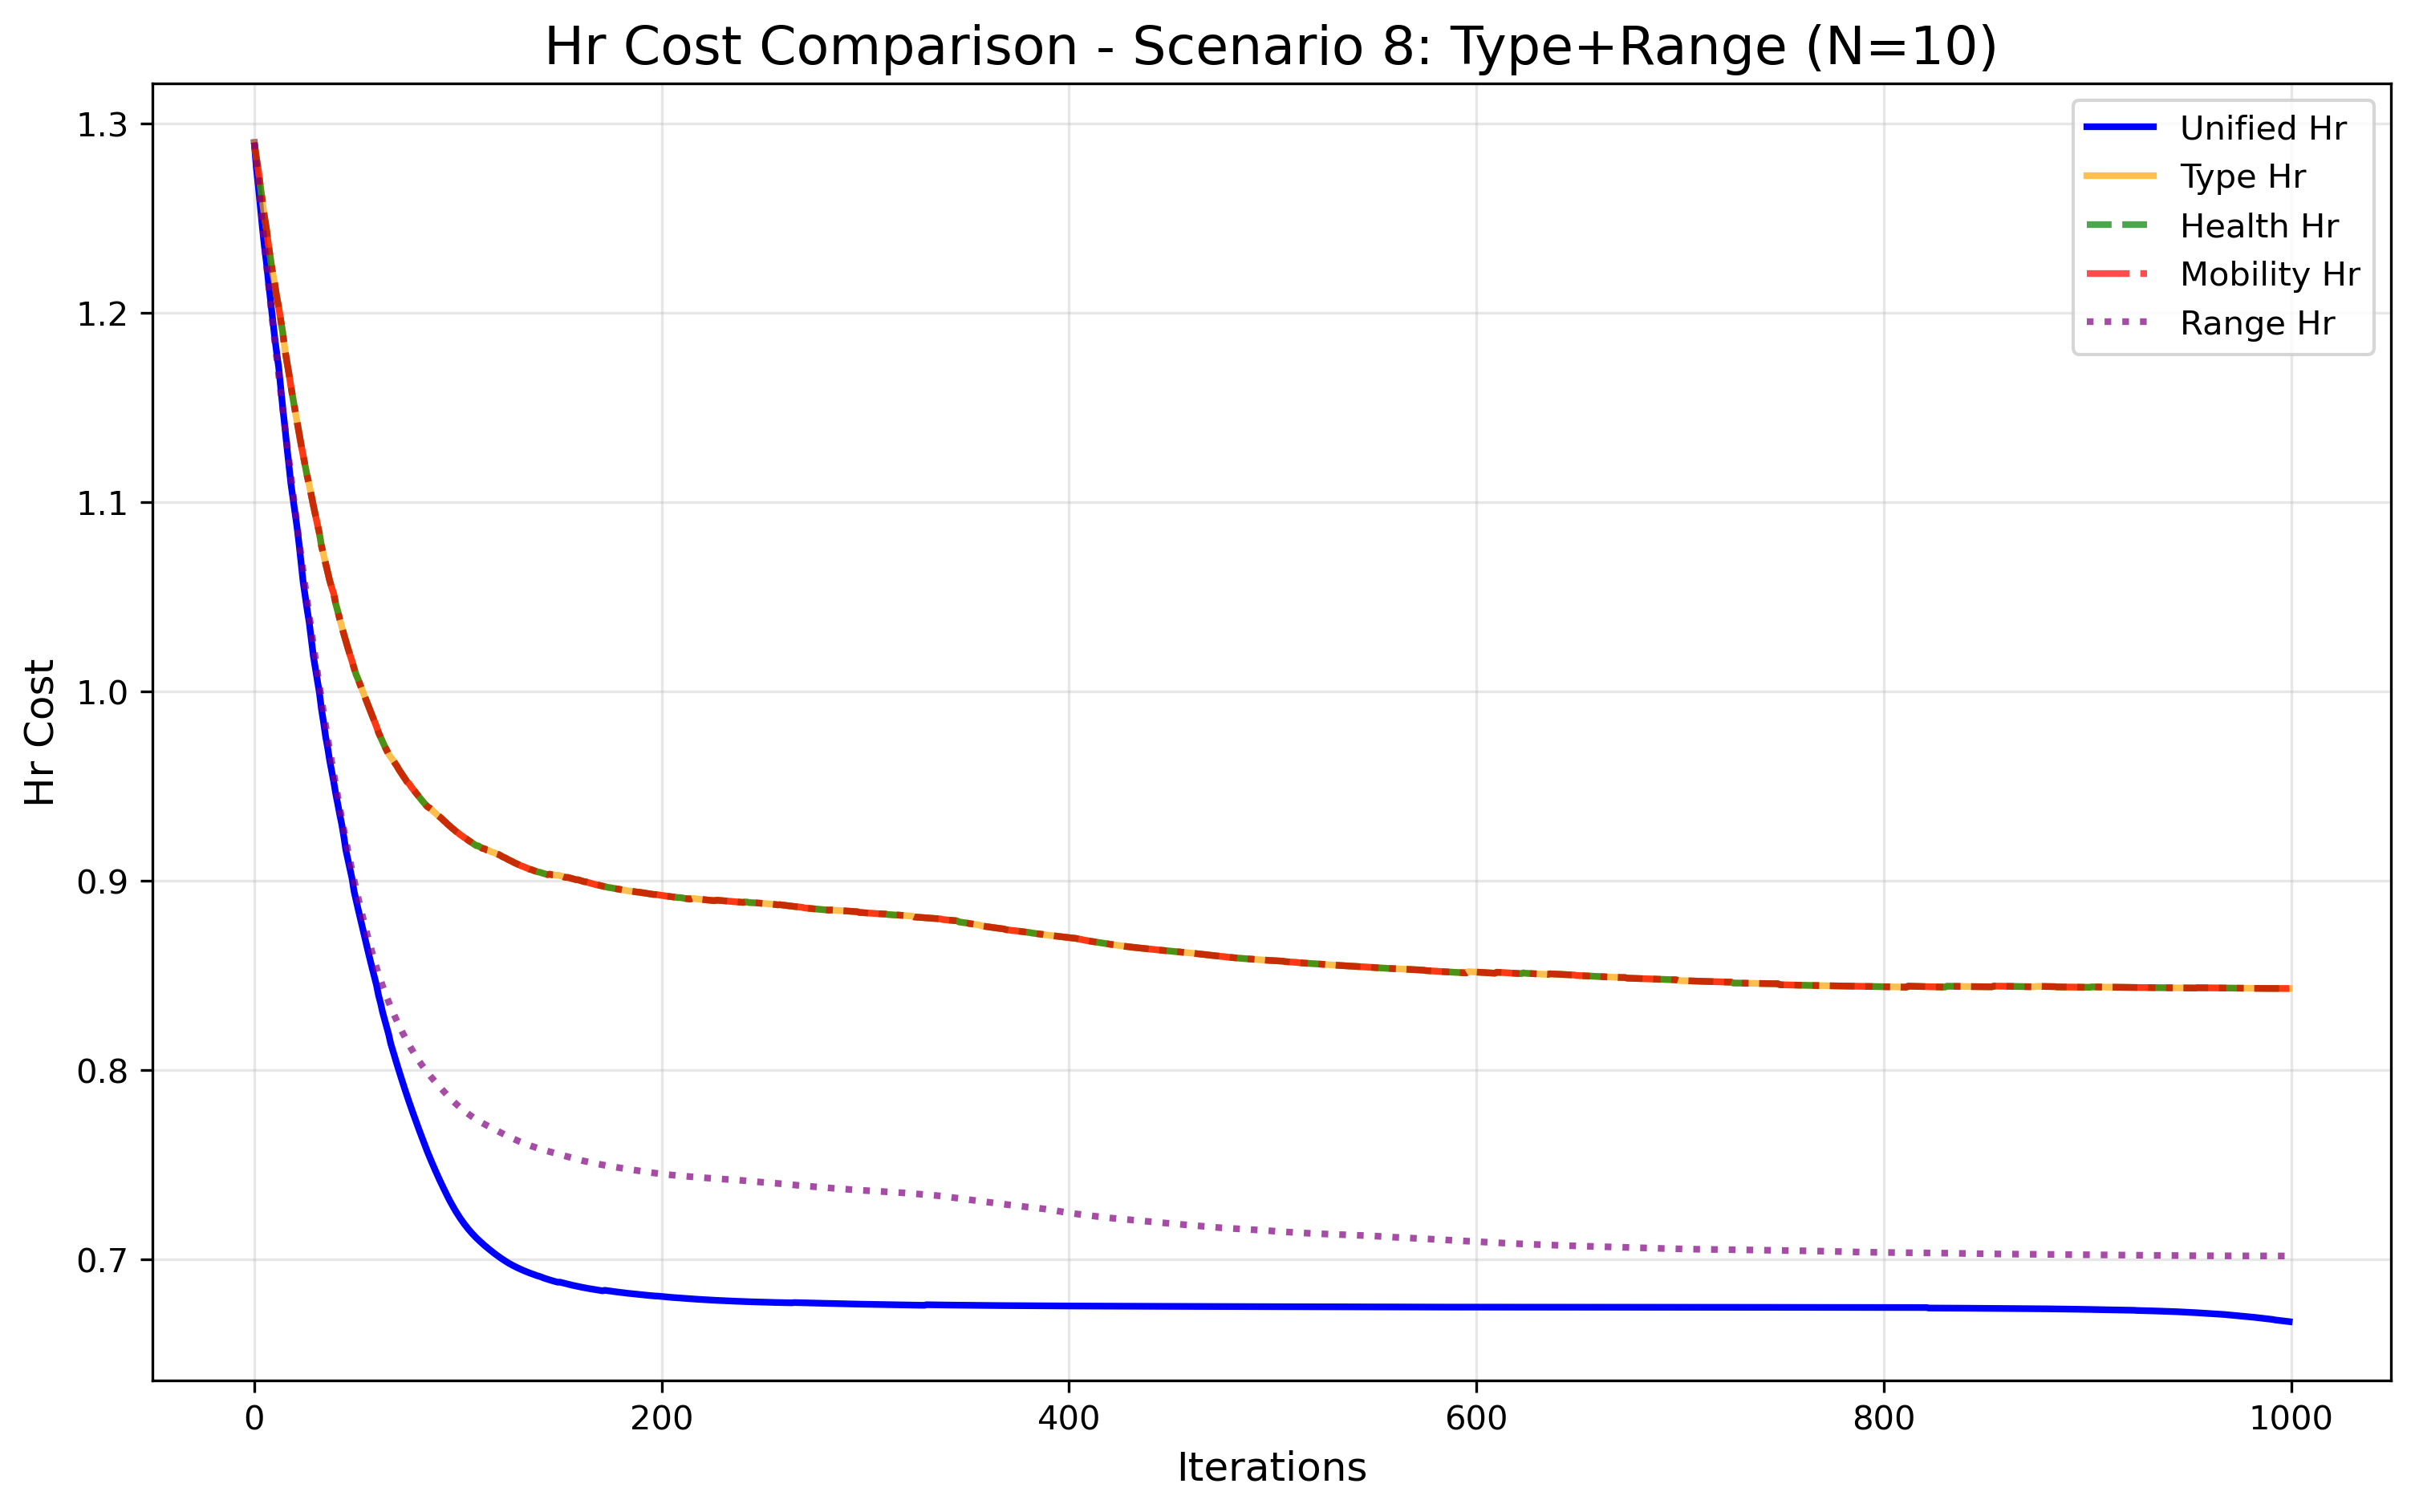 Hr Cost Comparison - Scenario 8: Type+Range (N=10)
1.3
1.2
1.1
1.0
0.9
0.8
0.7
Hr Cost
Unified Hr
Type Hr
Health Hr
Mobility Hr
Range Hr
0 200 400 600 800 1000
Iterations